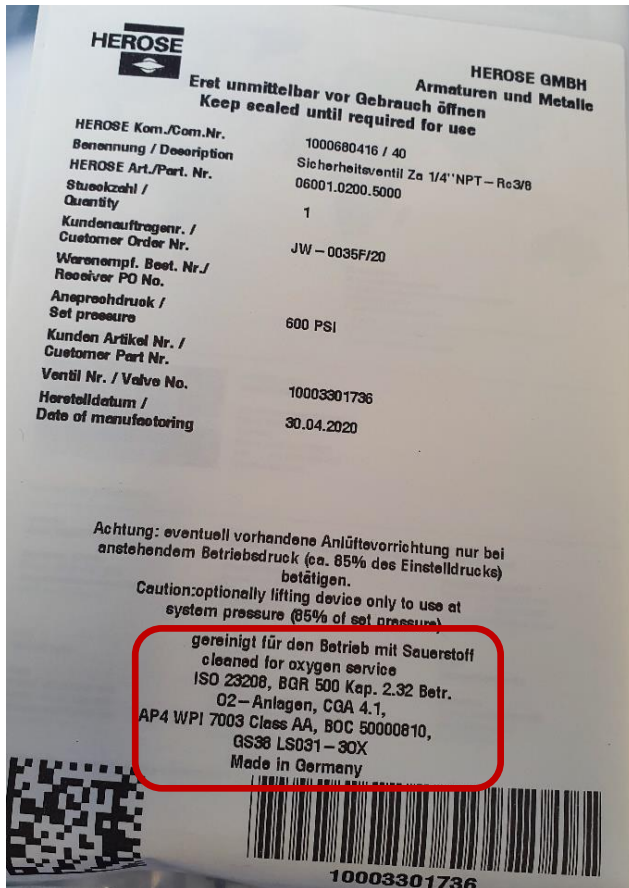 HEROSE
HEROSE GMBH
Armaturen und Metalle
Erst unmittelbar vor Gebrauch öffnen
Keep sealed until required for use
HEROSE Kom./Com.Nr. 1000680416 / 40
Benennung / Description Sicherheitsventil Za 1/4''NPT-Rc3/8
HEROSE Art./Part. Nr. 06001.0200.5000
Stueckzahl /
Quantity 1
Kundenauftragenr. /
Customer Order Nr. JW-0035F/20
Warenempf. Best. Nr./
Receiver PO No.
Ansprechdruck /
Set pressure 600 PSI
Kunden Artikel Nr. /
Customer Part Nr.
Ventil Nr. / Valve No. 10003301736
Herstelldatum /
Date of manufactoring 30.04.2020
Achtung: eventuell vorhandene Anlüftevorrichtung nur bei
anstehendem Betriebsdruck (ca. 85% des Einstelldrucks)
betätigen.
Caution:optionally lifting device only to use at
system pressure (85% of set pressure)
gereinigt für den Betrieb mit Sauerstoff
cleaned for oxygen service
ISO 23208, BGR 500 Kap. 2.32 Betr.
O2-Anlagen, CGA 4.1,
AP4 WPI 7003 Class AA, BOC 50000810,
GS38 LS031-30X
Made in Germany
10003301736